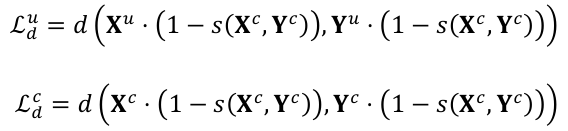 ℒ_d^u = d(𝐗^u · (1 − s(𝐗^c, 𝐘^c)), 𝐘^u · (1 − s(𝐗^c, 𝐘^c)))
ℒ_d^c = d(𝐗^c · (1 − s(𝐗^c, 𝐘^c)), 𝐘^c · (1 − s(𝐗^c, 𝐘^c)))